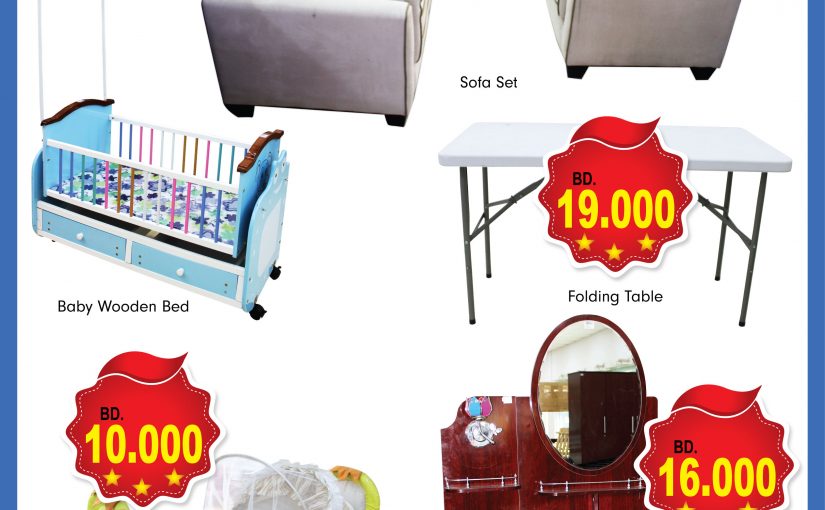 Sofa Set
BD.
19.000
Baby Wooden Bed
Folding Table
BD.
10.000
BD.
16.000